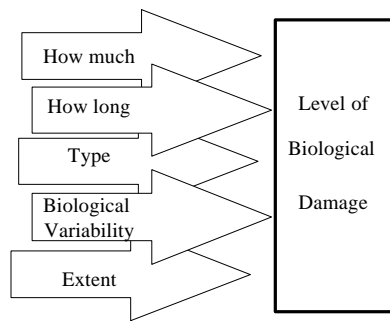 How much
How long
Type
Biological
Variability
Extent
Level of
Biological
Damage